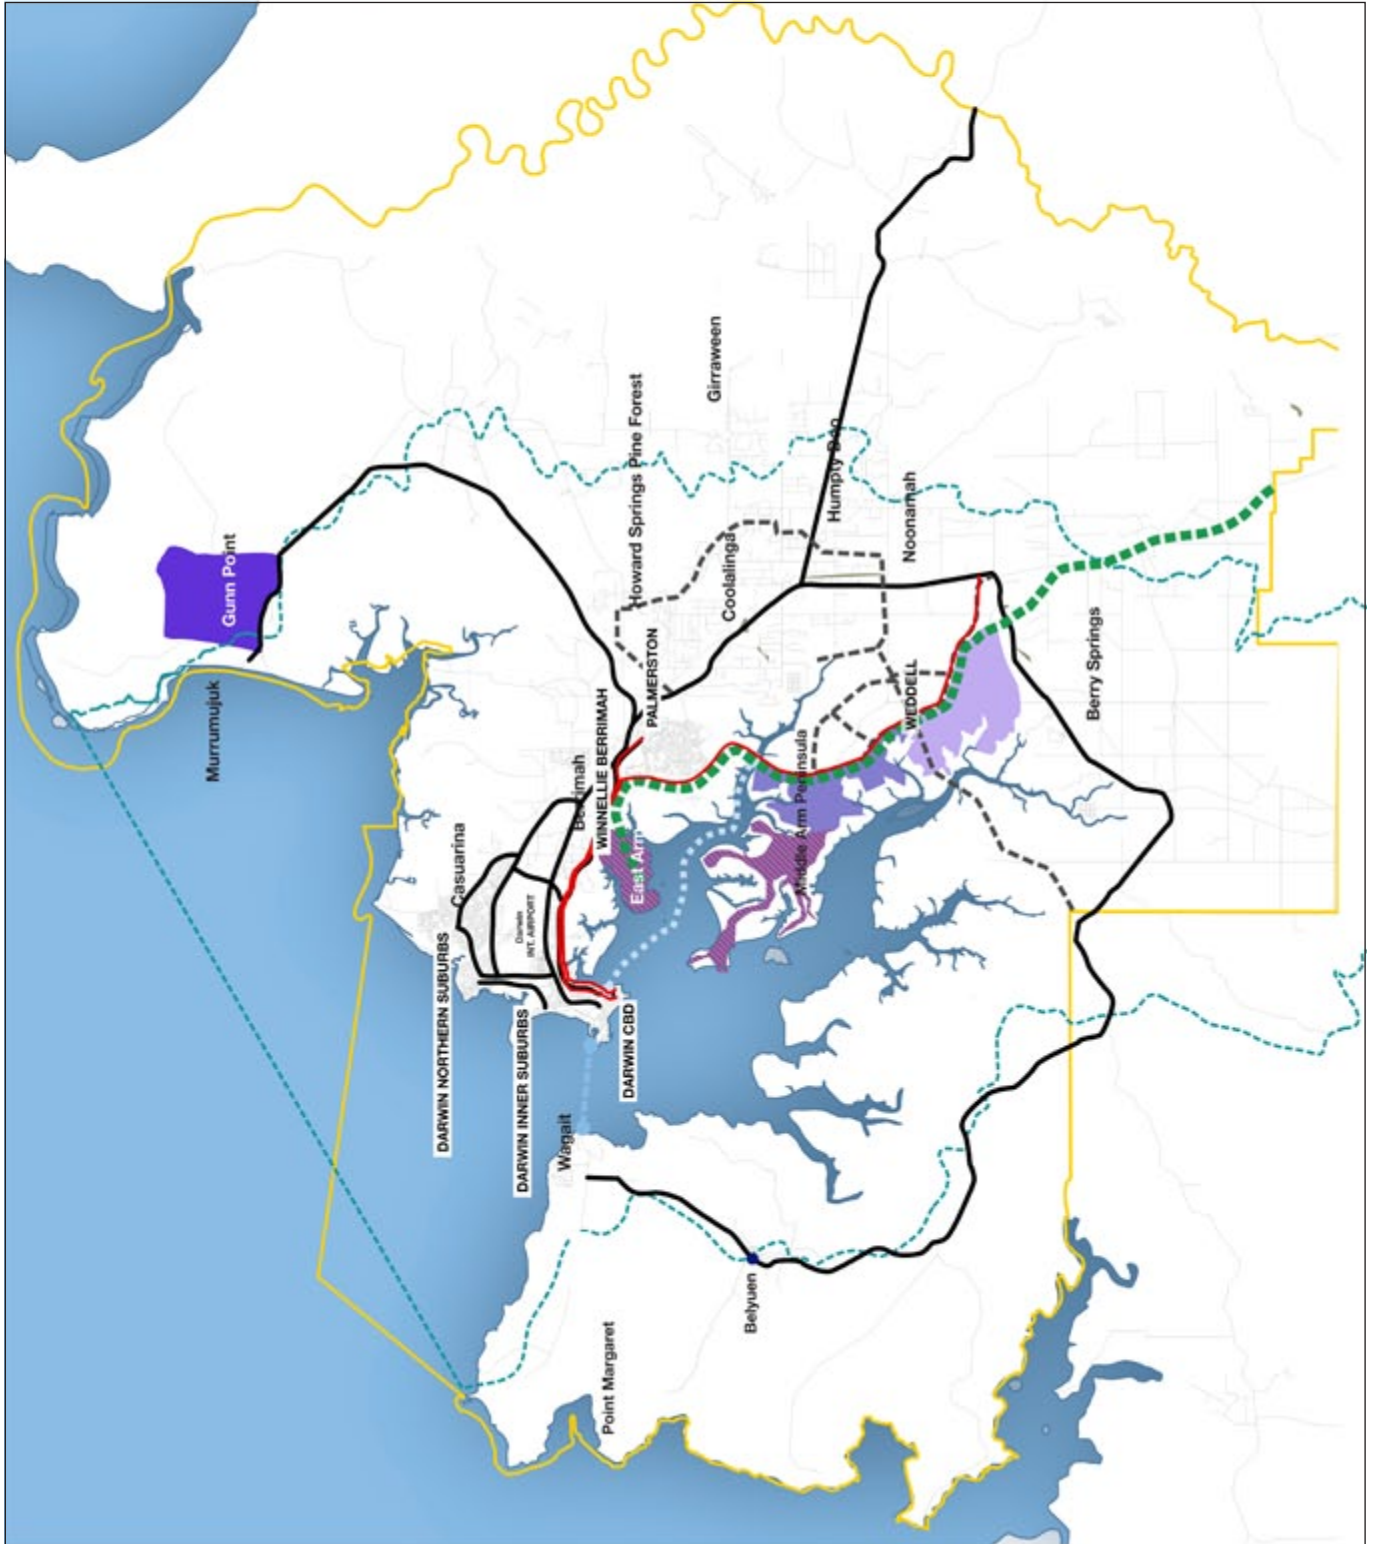 Murrumujuk
Gunn Point
DARWIN NORTHERN SUBURBS
Casuarina
DARWIN INNER SUBURBS
Darwin
INT. AIRPORT
Wagait
Berrimah
WINNELLIE BERRIMAH
Point Margaret
DARWIN CBD
East Arm
PALMERSTON
Howard Springs Pine Forest
Girraween
Coolalinga
Belyuen
Middle Arm Peninsula
Humpty Doo
WEDDELL
Noonamah
Berry Springs